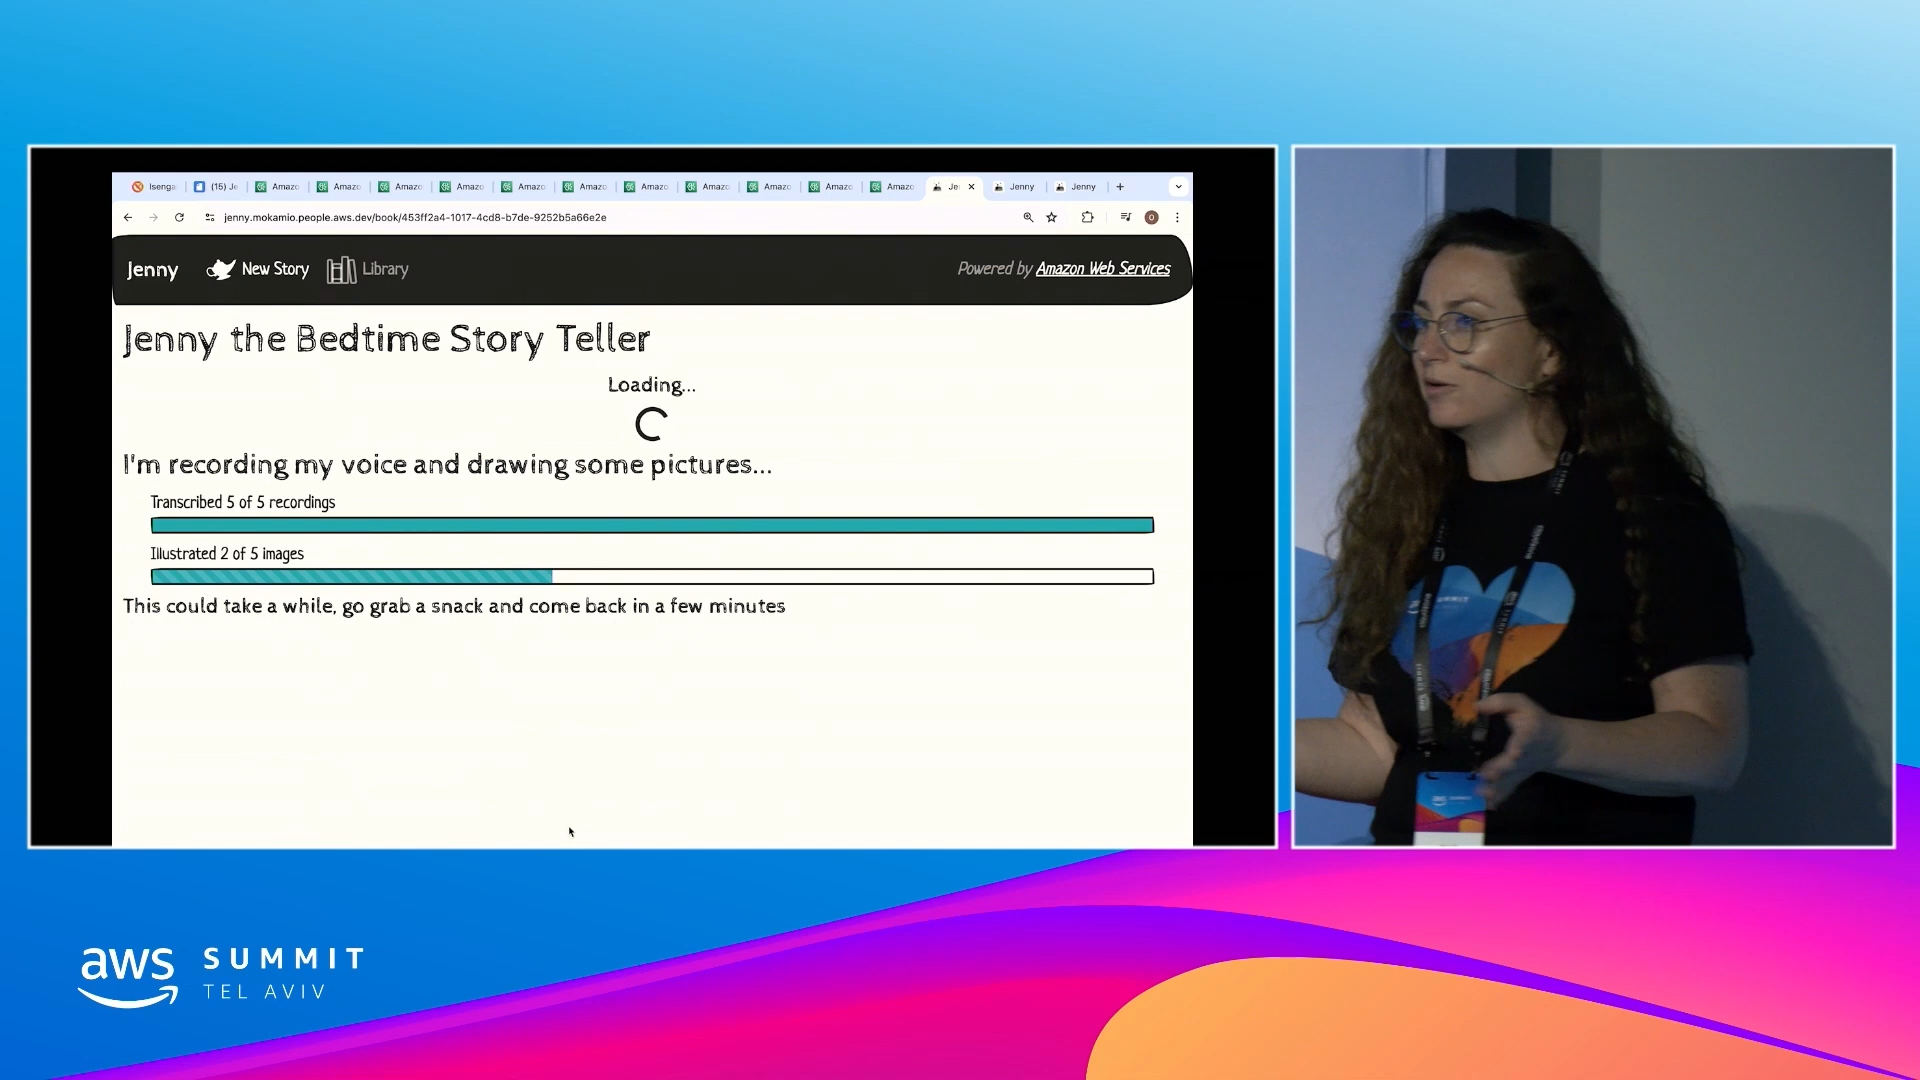 Isenga
(15) Je
Amazo
Amazo
Amazo
Amazo
Amazo
Amazo
Amazo
Amazo
Amazo
Amazo
Amazo
Je
Jenny
Jenny
jenny.mokamio.people.aws.dev/book/453ff2a4-1017-4cd8-b7de-9252b5a66e2e
Jenny New Story Library Powered by Amazon Web Services
Jenny the Bedtime Story Teller
Loading...
I'm recording my voice and drawing some pictures...
Transcribed 5 of 5 recordings
Illustrated 2 of 5 images
This could take a while, go grab a snack and come back in a few minutes
SUMMIT
aws
aws SUMMIT
TEL AVIV